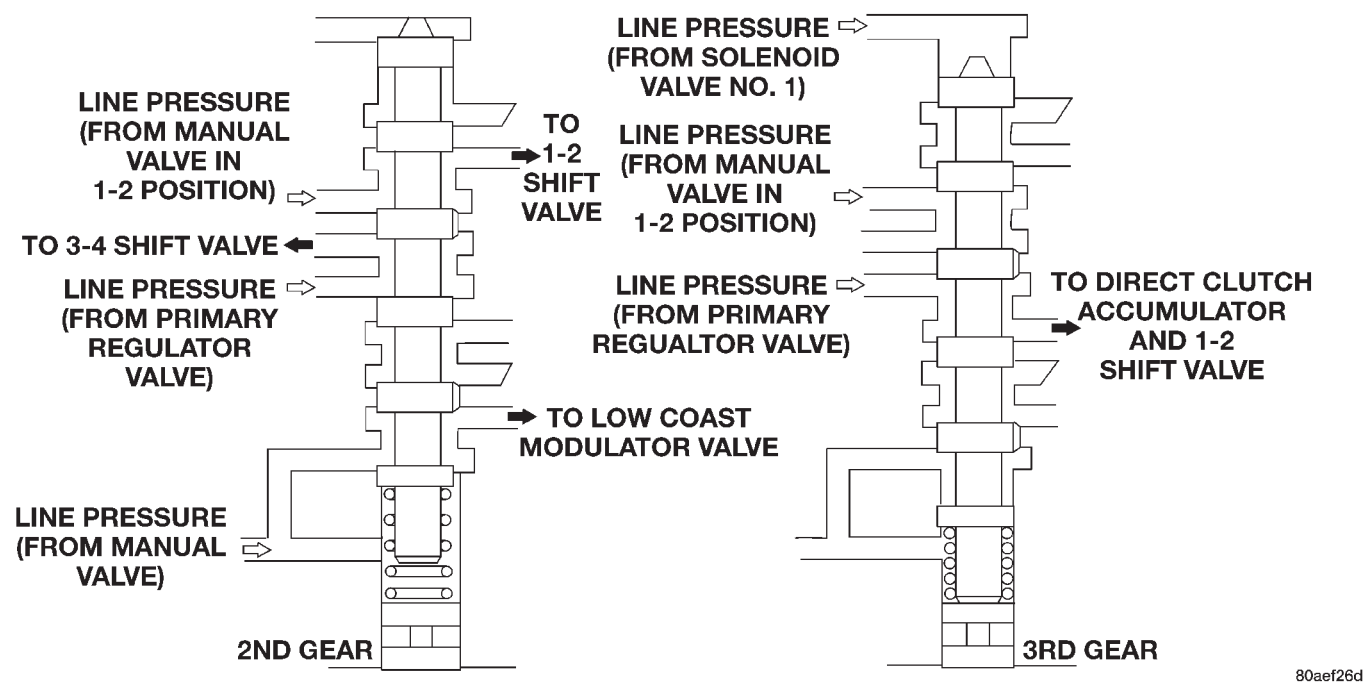 LINE PRESSURE
(FROM MANUAL
VALVE IN
1-2 POSITION)
TO
1-2
SHIFT
VALVE
TO 3-4 SHIFT VALVE
LINE PRESSURE
(FROM PRIMARY
REGULATOR
VALVE)
TO LOW COAST
MODULATOR VALVE
LINE PRESSURE
(FROM MANUAL
VALVE)
2ND GEAR
LINE PRESSURE
(FROM SOLENOID
VALVE NO. 1)
LINE PRESSURE
(FROM MANUAL
VALVE IN
1-2 POSITION)
LINE PRESSURE
(FROM PRIMARY
REGUALTOR VALVE)
TO DIRECT CLUTCH
ACCUMULATOR
AND 1-2
SHIFT VALVE
3RD GEAR
80aef26d